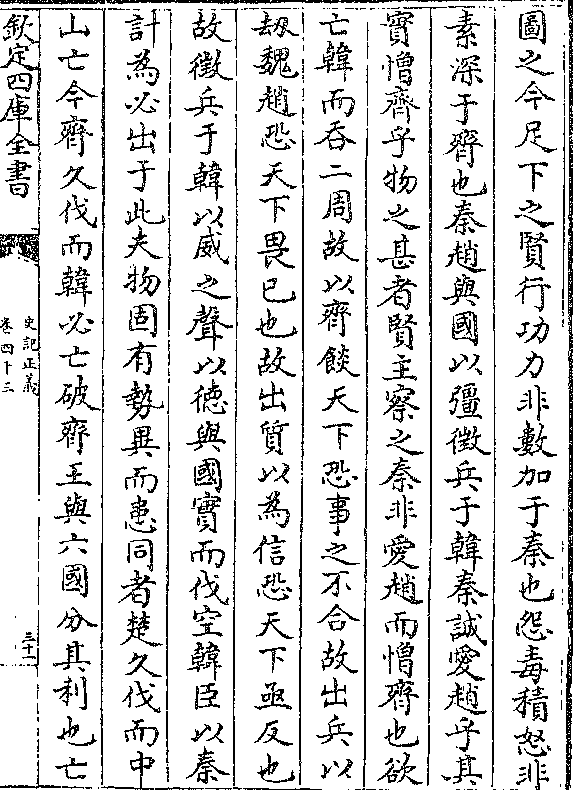 圖之今足下之賢行功力非數加于秦也怨毒積怒非
素深于齊也秦趙與國以彊徵兵于韓秦誠愛趙乎其
實憎齊乎物之甚者賢主察之秦非愛趙而憎齊也欲
亡韓而吞二周故以齊餤天下恐事之不合故出兵以
刼魏趙恐天下畏已也故出質以為信恐天下亟反也
故徵兵于韓以威之聲以徳與國實而伐空韓臣以秦
計為必出于此夫物固有勢異而患同者楚久伐而中
山亡今齊久伐而韓必亡破齊王與六國分其利也亡
欽定四庫全書
史記正義
卷四十三
三十一